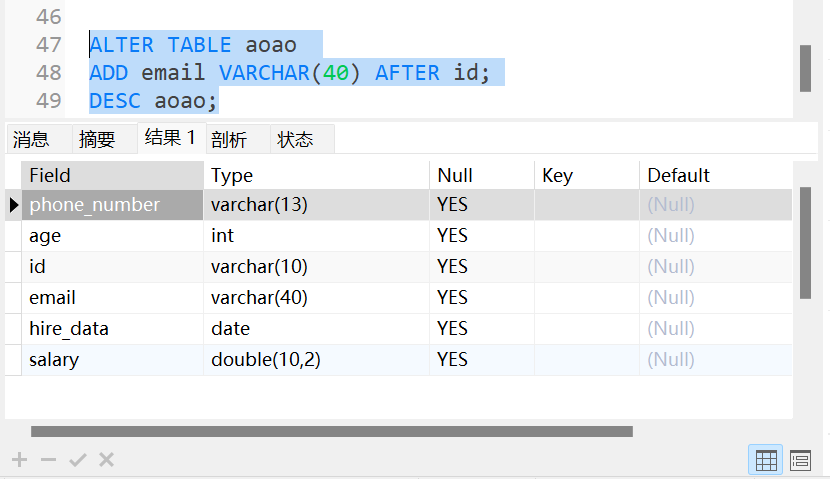 46
47 ALTER TABLE aoao
48 ADD email VARCHAR(40) AFTER id;
49 DESC aoao;
消息 摘要 结果 1 剖析 状态
Field Type Null Key Default
phone_number varchar(13) YES (Null)
age int YES (Null)
id varchar(10) YES (Null)
email varchar(40) YES (Null)
hire_data date YES (Null)
salary double(10,2) YES (Null)